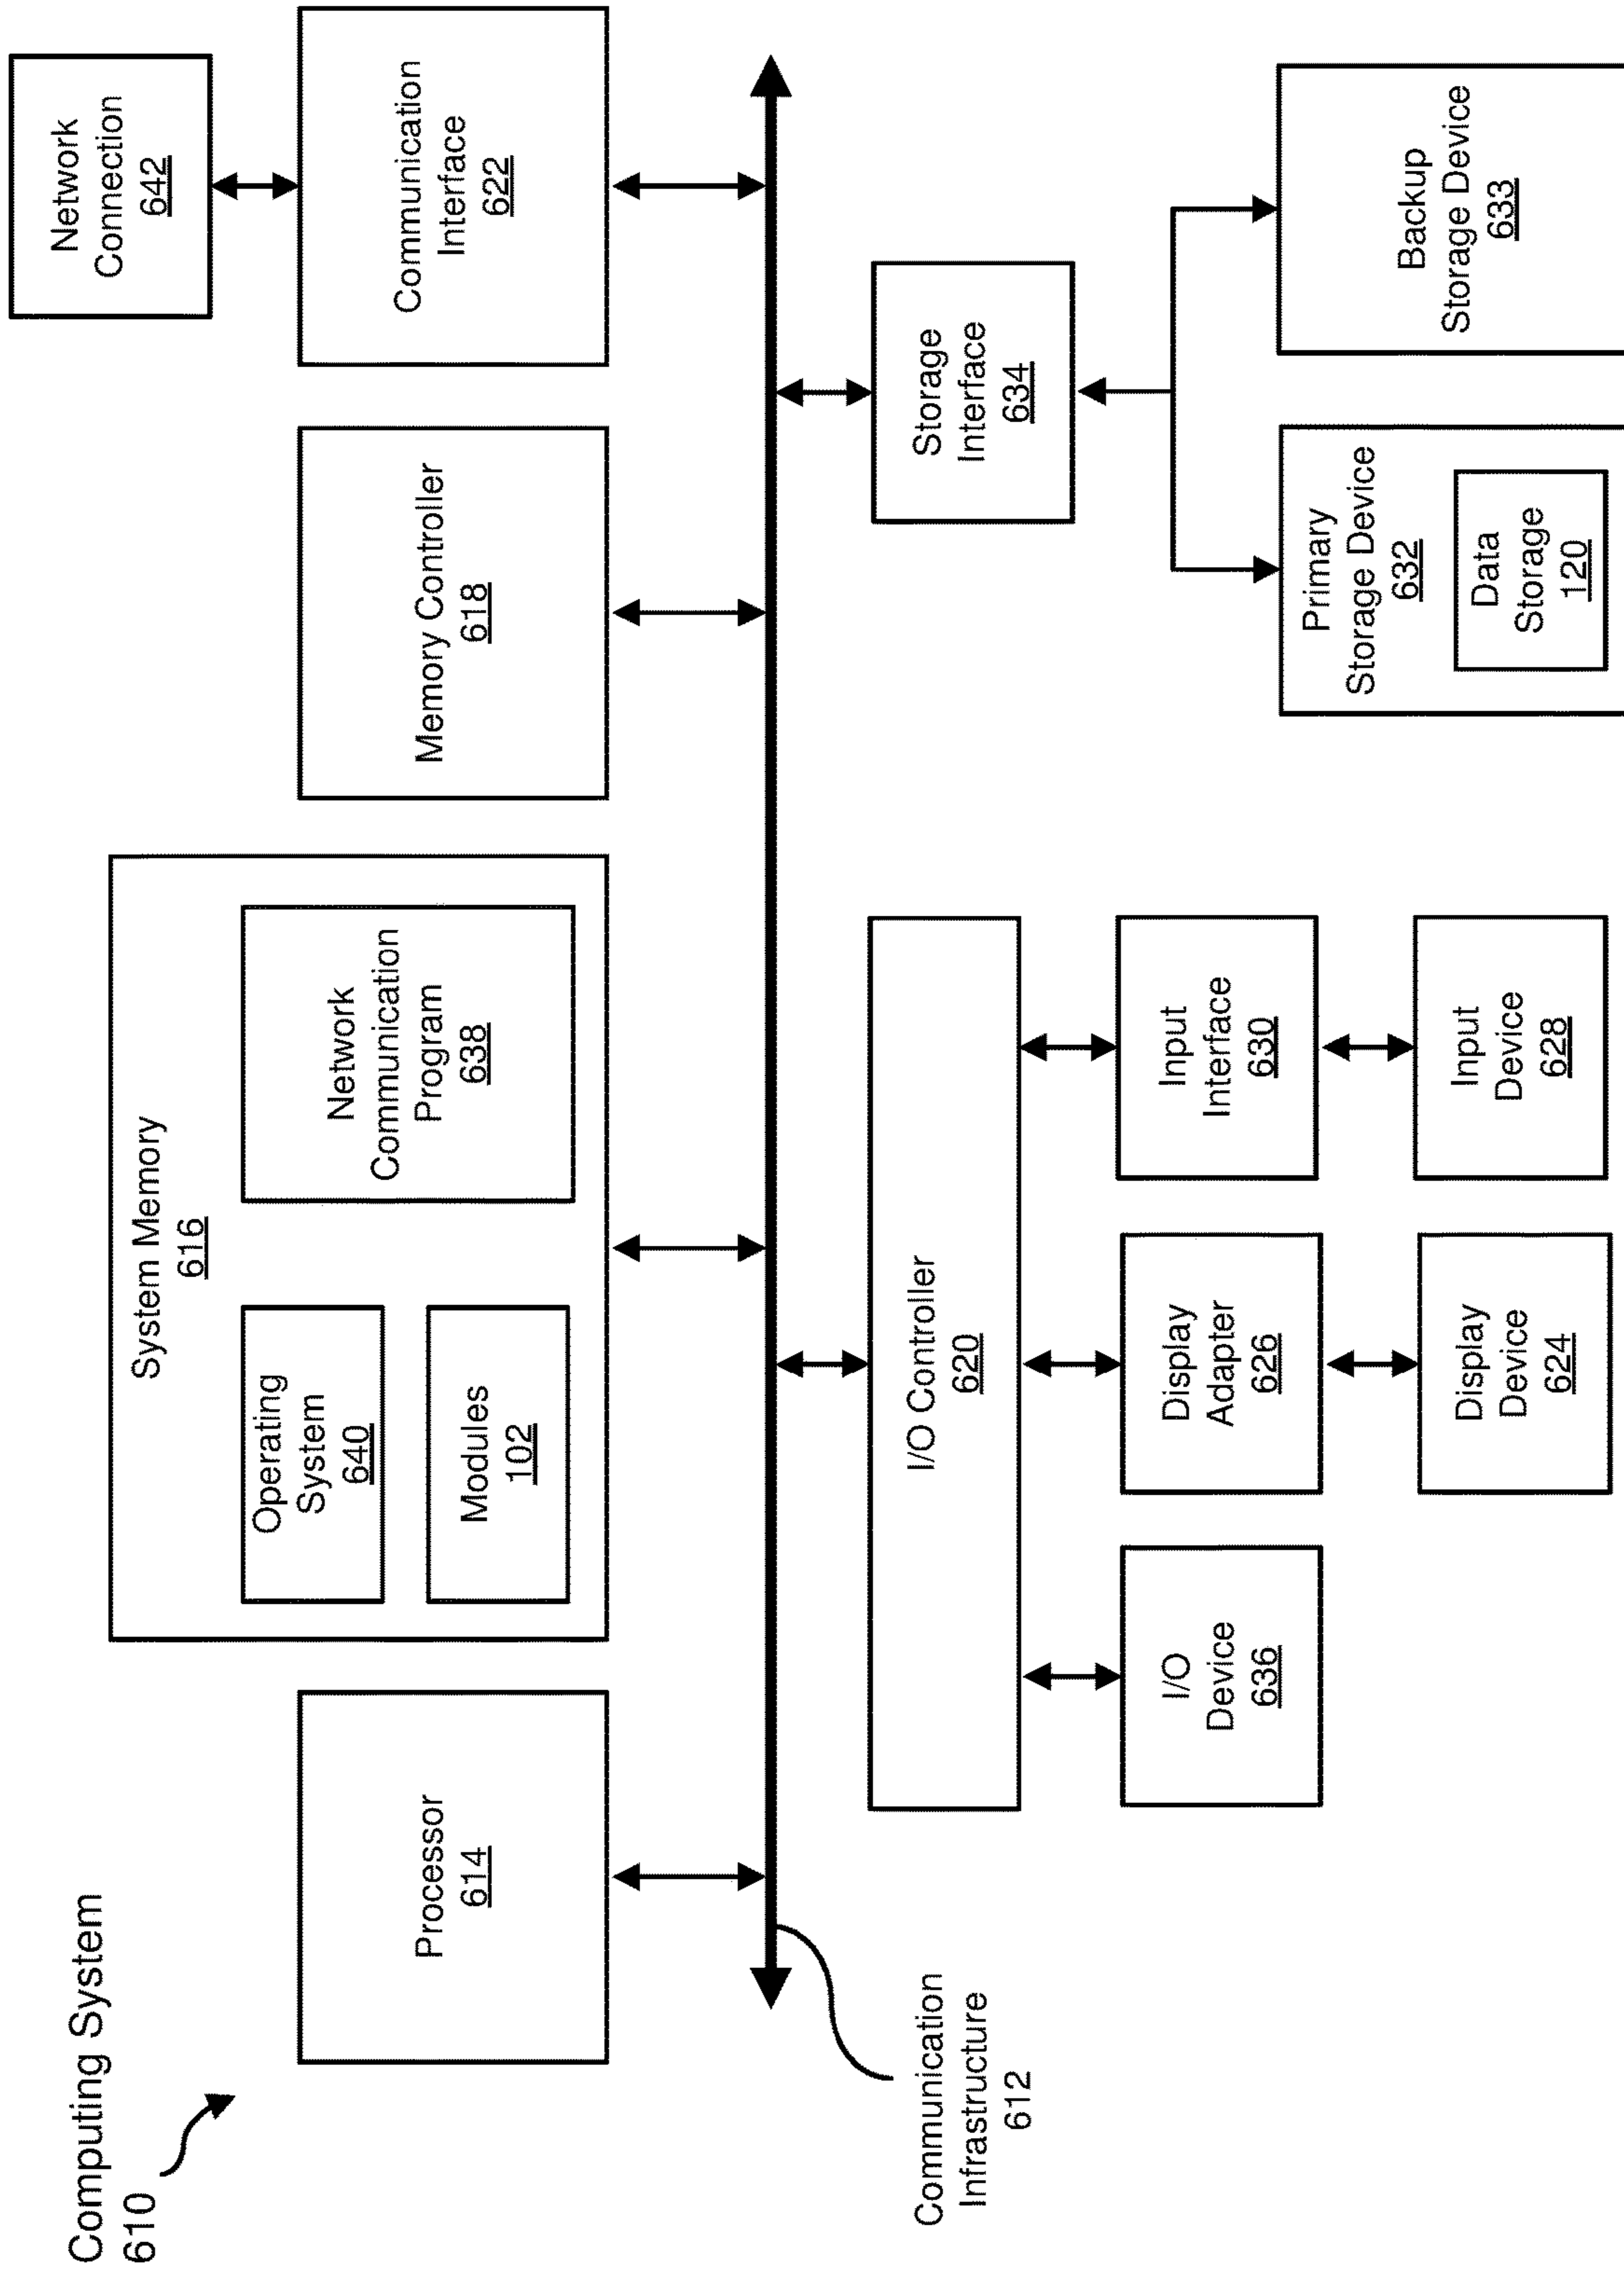 Computing System
610
Processor
614
System Memory
616
Operating
System
640
Modules
102
Network
Communication
Program
638
Memory Controller
618
Communication
Interface
622
Network
Connection
642
Communication
Infrastructure
612
I/O Controller
620
I/O
Device
636
Display
Adapter
626
Display
Device
624
Input
Interface
630
Input
Device
628
Storage
Interface
634
Primary
Storage Device
632
Data
Storage
120
Backup
Storage Device
633